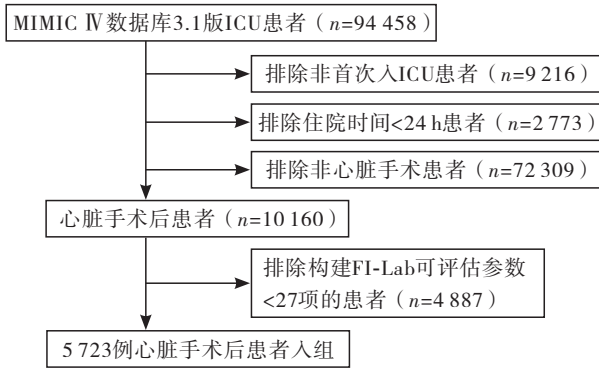 MIMIC Ⅳ数据库3.1版ICU患者（n=94 458）
排除非首次入ICU患者（n=9 216）
排除住院时间<24 h患者（n=2 773）
排除非心脏手术患者（n=72 309）
心脏手术后患者（n=10 160）
排除构建FI-Lab可评估参数
<27项的患者（n=4 887）
5 723例心脏手术后患者入组